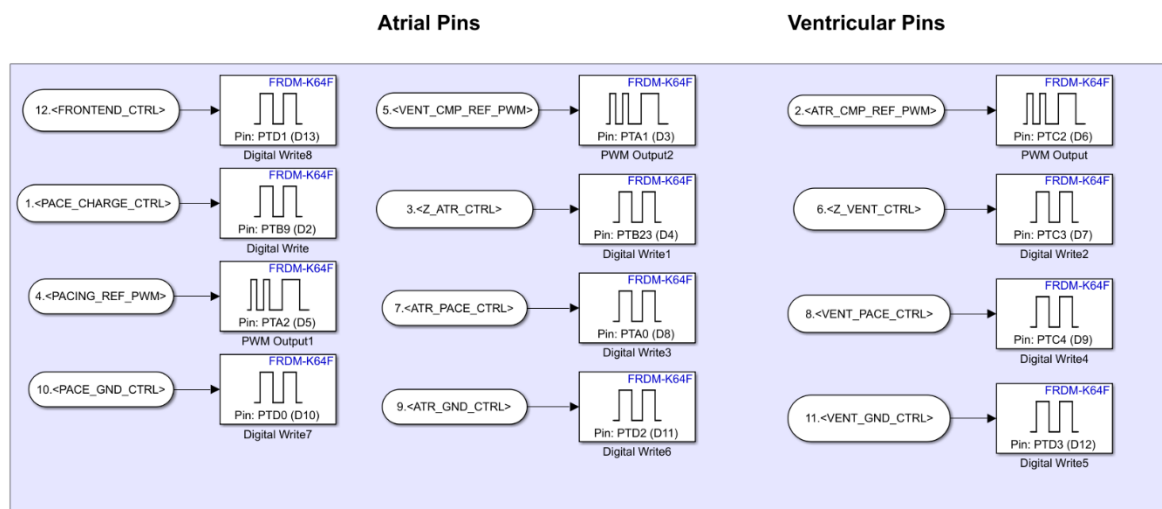 Atrial Pins
Ventricular Pins
12.<FRONTEND_CTRL>
FRDM-K64F
Pin: PTD1 (D13)
Digital Write8
1.<PACE_CHARGE_CTRL>
FRDM-K64F
Pin: PTB9 (D2)
Digital Write
4.<PACING_REF_PWM>
FRDM-K64F
Pin: PTA2 (D5)
PWM Output1
10.<PACE_GND_CTRL>
FRDM-K64F
Pin: PTD0 (D10)
Digital Write7
5.<VENT_CMP_REF_PWM>
FRDM-K64F
Pin: PTA1 (D3)
PWM Output2
3.<Z_ATR_CTRL>
FRDM-K64F
Pin: PTB23 (D4)
Digital Write1
7.<ATR_PACE_CTRL>
FRDM-K64F
Pin: PTA0 (D8)
Digital Write3
9.<ATR_GND_CTRL>
FRDM-K64F
Pin: PTD2 (D11)
Digital Write6
2.<ATR_CMP_REF_PWM>
FRDM-K64F
Pin: PTC2 (D6)
PWM Output
6.<Z_VENT_CTRL>
FRDM-K64F
Pin: PTC3 (D7)
Digital Write2
8.<VENT_PACE_CTRL>
FRDM-K64F
Pin: PTC4 (D9)
Digital Write4
11.<VENT_GND_CTRL>
FRDM-K64F
Pin: PTD3 (D12)
Digital Write5